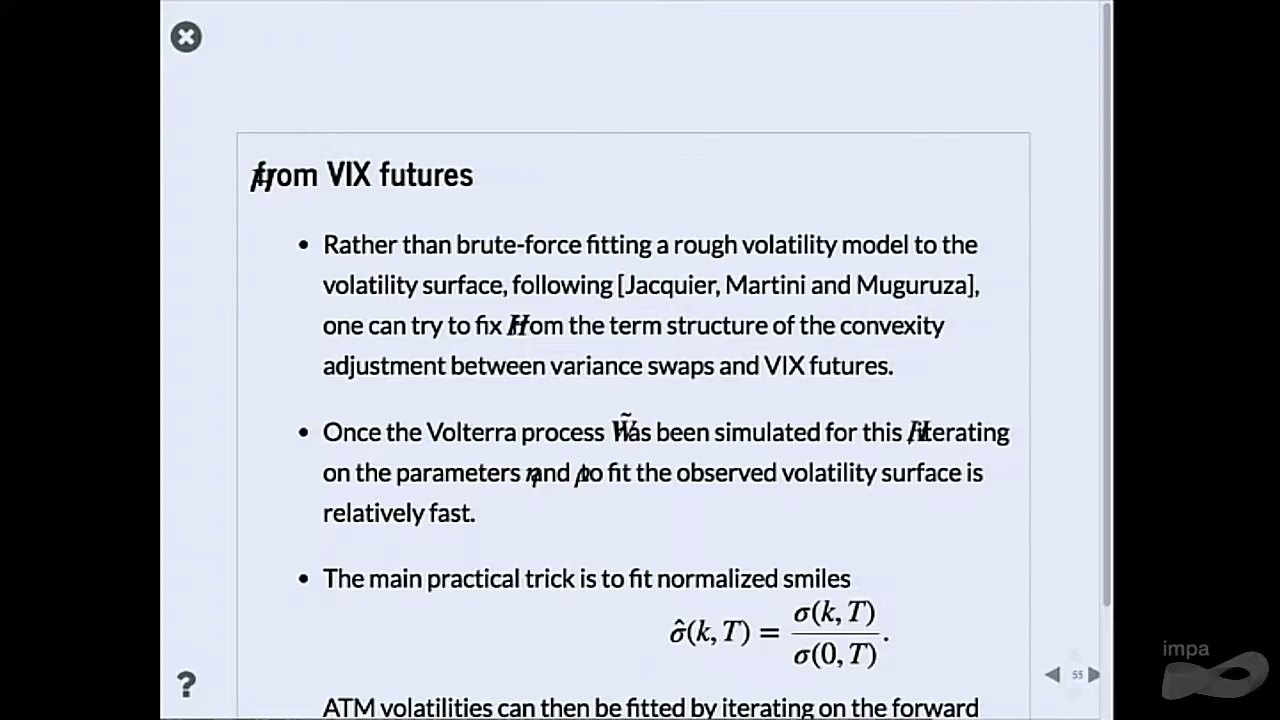 H from VIX futures
• Rather than brute-force fitting a rough volatility model to the
volatility surface, following [Jacquier, Martini and Muguruza],
one can try to fix H from the term structure of the convexity
adjustment between variance swaps and VIX futures.
• Once the Volterra process W̃ has been simulated for this H, iterating
on the parameters η and ρ to fit the observed volatility surface is
relatively fast.
• The main practical trick is to fit normalized smiles
σ̂(k, T) = σ(k, T) / σ(0, T).
ATM volatilities can then be fitted by iterating on the forward
?
55
impa